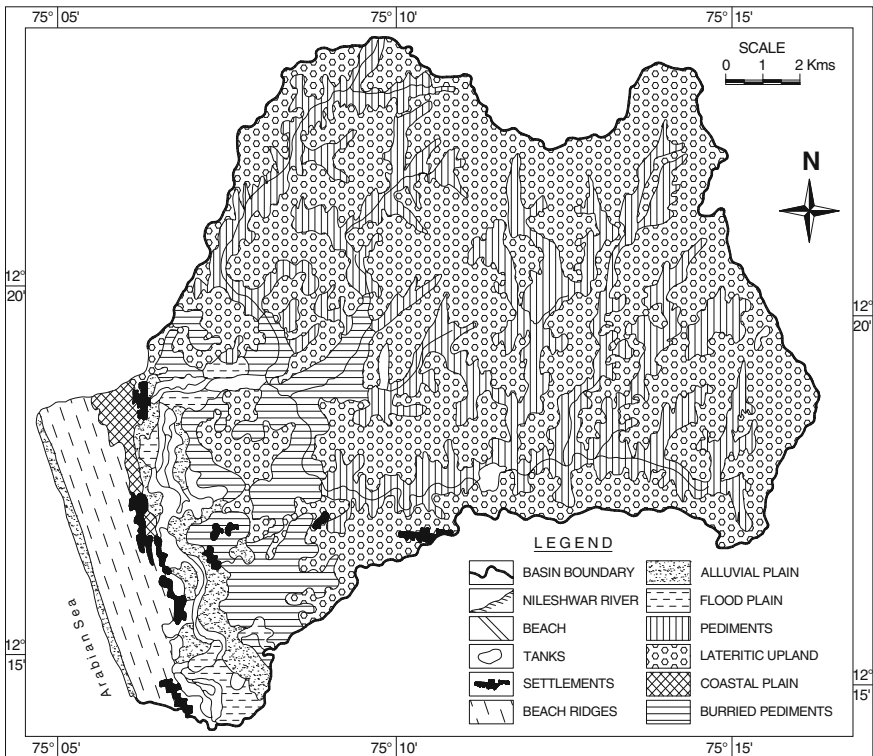 75° 05'
75° 10'
75° 15'
SCALE
0 1 2 Kms
N
12°
20'
12°
20'
Arabian Sea
12°
15'
12°
15'
LEGEND
BASIN BOUNDARY
NILESHWAR RIVER
BEACH
TANKS
SETTLEMENTS
BEACH RIDGES
ALLUVIAL PLAIN
FLOOD PLAIN
PEDIMENTS
LATERITIC UPLAND
COASTAL PLAIN
BURRIED PEDIMENTS
75° 05'
75° 10'
75° 15'